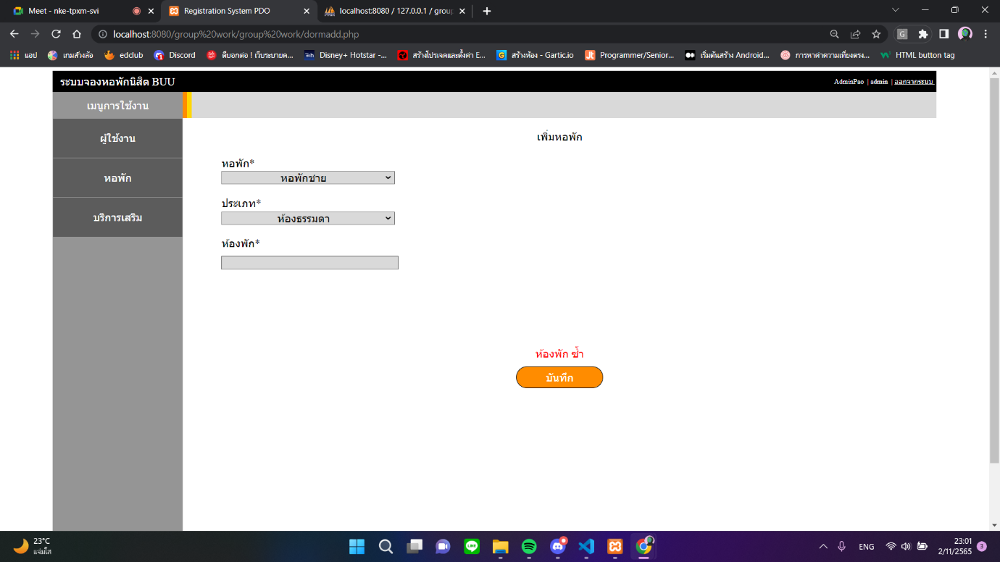 Meet - nke-tpxm-svi
Registration System PDO
localhost:8080 / 127.0.0.1 / group
localhost:8080/group%20work/group%20work/dormadd.php
G
แอป
เกมส์วงล้อ
eddub
Discord
ตีบอกต่อ ! เว็บระบายค...
Disney+ Hotstar -...
สร้างโปรเจคและตั้งค่า E...
สร้างห้อง - Gartic.io
Programmer/Senior...
เริ่มต้นสร้าง Android...
การหาค่าความเที่ยงตรง...
HTML button tag
ระบบจองหอพักนิสิต BUU
AdminPao | admin | ออกจากระบบ
เมนูการใช้งาน
ผู้ใช้งาน
หอพัก
บริการเสริม
เพิ่มหอพัก
หอพัก*
หอพักชาย
ประเภท*
ห้องธรรมดา
ห้องพัก*
ห้องพัก ซ้ำ
บันทึก
23°C
แจ่มใส
ENG
23:01
2/11/2565
3